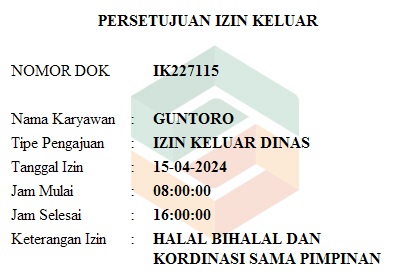 PERSETUJUAN IZIN KELUAR
NOMOR DOK IK227115
Nama Karyawan : GUNTORO
Tipe Pengajuan : IZIN KELUAR DINAS
Tanggal Izin : 15-04-2024
Jam Mulai : 08:00:00
Jam Selesai : 16:00:00
Keterangan Izin : HALAL BIHALAL DAN
KORDINASI SAMA PIMPINAN